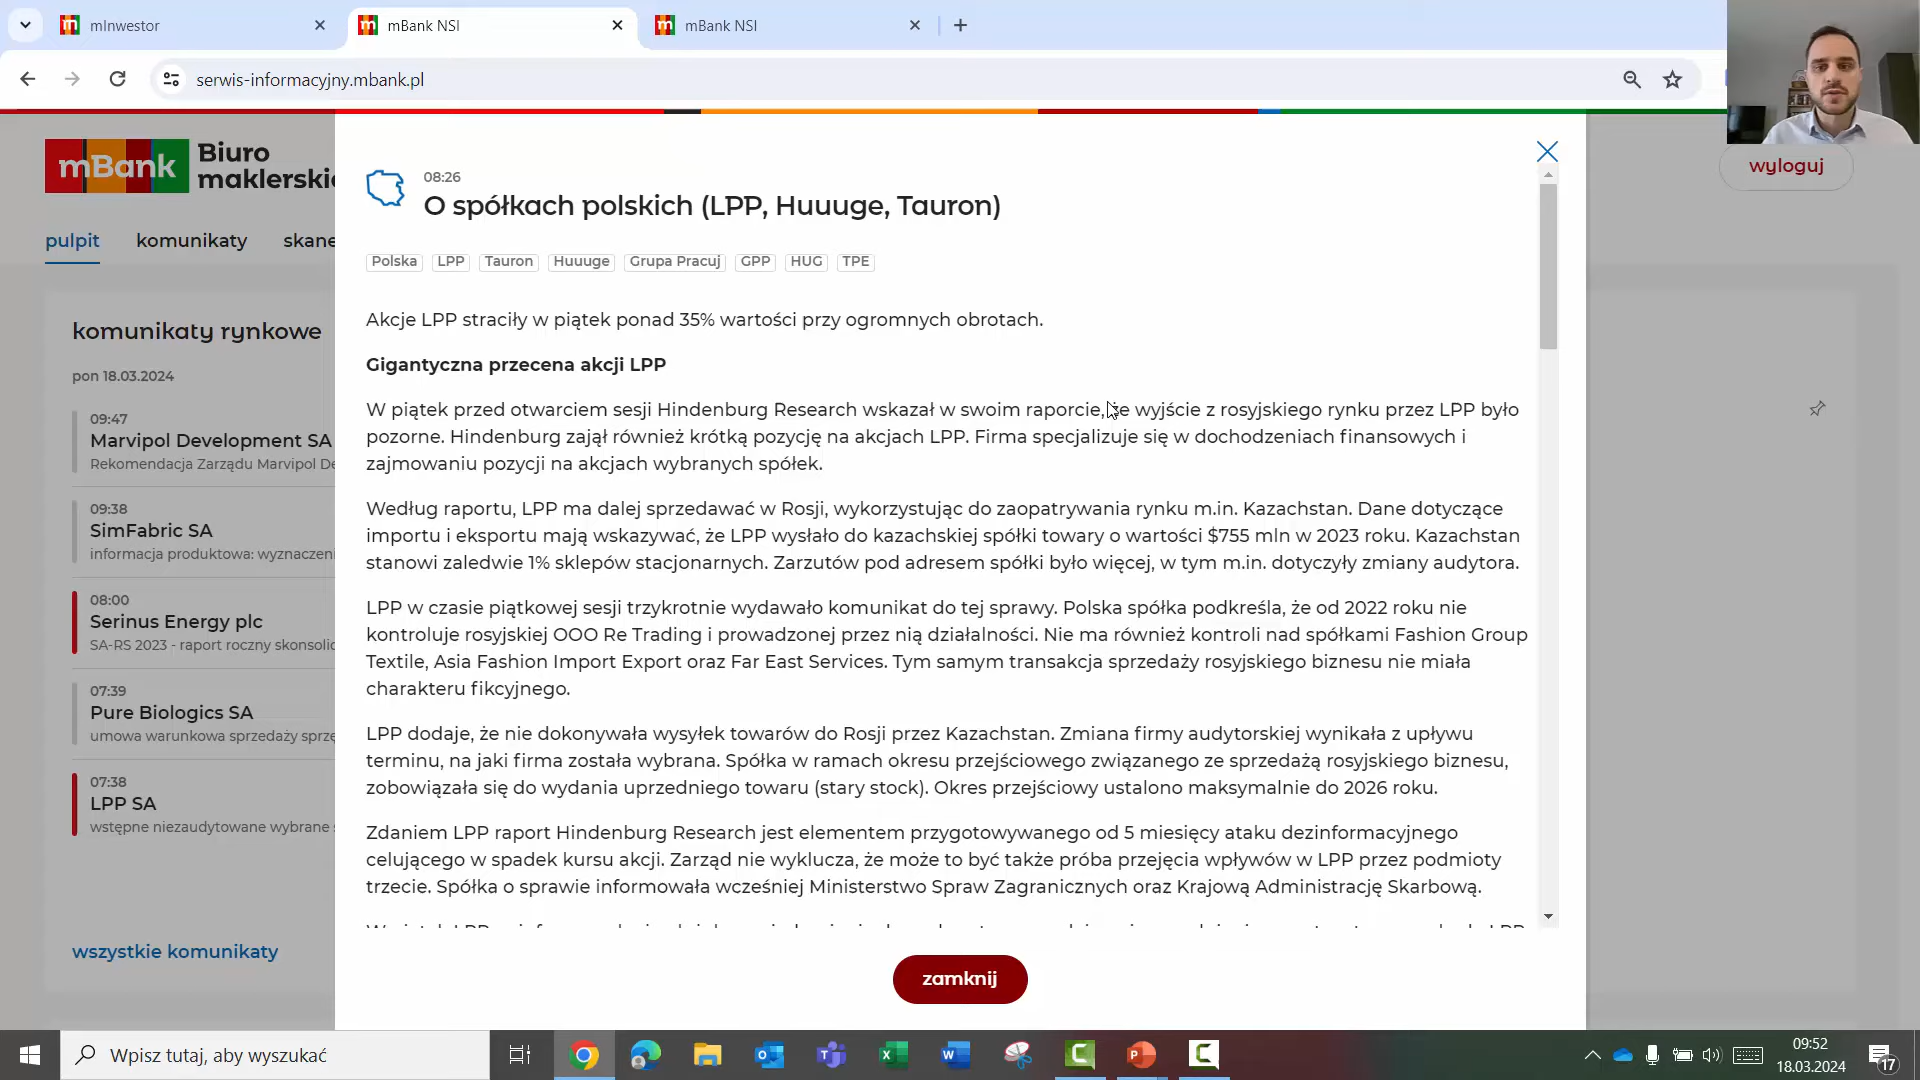 mInwestor
mBank NSI
mBank NSI
serwis-informacyjny.mbank.pl
mBank
Biuro
maklerskie
wyloguj
pulpit komunikaty skane
komunikaty rynkowe
pon 18.03.2024
09:47
Marvipol Development SA
Rekomendacja Zarządu Marvipol De
09:38
SimFabric SA
informacja produktowa: wyznaczen
08:00
Serinus Energy plc
SA-RS 2023 - raport roczny skonsolid
07:39
Pure Biologics SA
umowa warunkowa sprzedaży sprzę
07:38
LPP SA
wstępne niezaudytowane wybrane
wszystkie komunikaty
08:26
O spółkach polskich (LPP, Huuuge, Tauron)
Polska LPP Tauron Huuuge Grupa Pracuj GPP HUG TPE
Akcje LPP straciły w piątek ponad 35% wartości przy ogromnych obrotach.
Gigantyczna przecena akcji LPP
W piątek przed otwarciem sesji Hindenburg Research wskazał w swoim raporcie, że wyjście z rosyjskiego rynku przez LPP było
pozorne. Hindenburg zajął również krótką pozycję na akcjach LPP. Firma specjalizuje się w dochodzeniach finansowych i
zajmowaniu pozycji na akcjach wybranych spółek.
Według raportu, LPP ma dalej sprzedawać w Rosji, wykorzystując do zaopatrywania rynku m.in. Kazachstan. Dane dotyczące
importu i eksportu mają wskazywać, że LPP wysłało do kazachskiej spółki towary o wartości $755 mln w 2023 roku. Kazachstan
stanowi zaledwie 1% sklepów stacjonarnych. Zarzutów pod adresem spółki było więcej, w tym m.in. dotyczyły zmiany audytora.
LPP w czasie piątkowej sesji trzykrotnie wydawało komunikat do tej sprawy. Polska spółka podkreśla, że od 2022 roku nie
kontroluje rosyjskiej OOO Re Trading i prowadzonej przez nią działalności. Nie ma również kontroli nad spółkami Fashion Group
Textile, Asia Fashion Import Export oraz Far East Services. Tym samym transakcja sprzedaży rosyjskiego biznesu nie miała
charakteru fikcyjnego.
LPP dodaje, że nie dokonywała wysyłek towarów do Rosji przez Kazachstan. Zmiana firmy audytorskiej wynikała z upływu
terminu, na jaki firma została wybrana. Spółka w ramach okresu przejściowego związanego ze sprzedażą rosyjskiego biznesu,
zobowiązała się do wydania uprzedniego towaru (stary stock). Okres przejściowy ustalono maksymalnie do 2026 roku.
Zdaniem LPP raport Hindenburg Research jest elementem przygotowywanego od 5 miesięcy ataku dezinformacyjnego
celującego w spadek kursu akcji. Zarząd nie wyklucza, że może to być także próba przejęcia wpływów w LPP przez podmioty
trzecie. Spółka o sprawie informowała wcześniej Ministerstwo Spraw Zagranicznych oraz Krajową Administrację Skarbową.
zamknij
Wpisz tutaj, aby wyszukać
09:52
18.03.2024
17